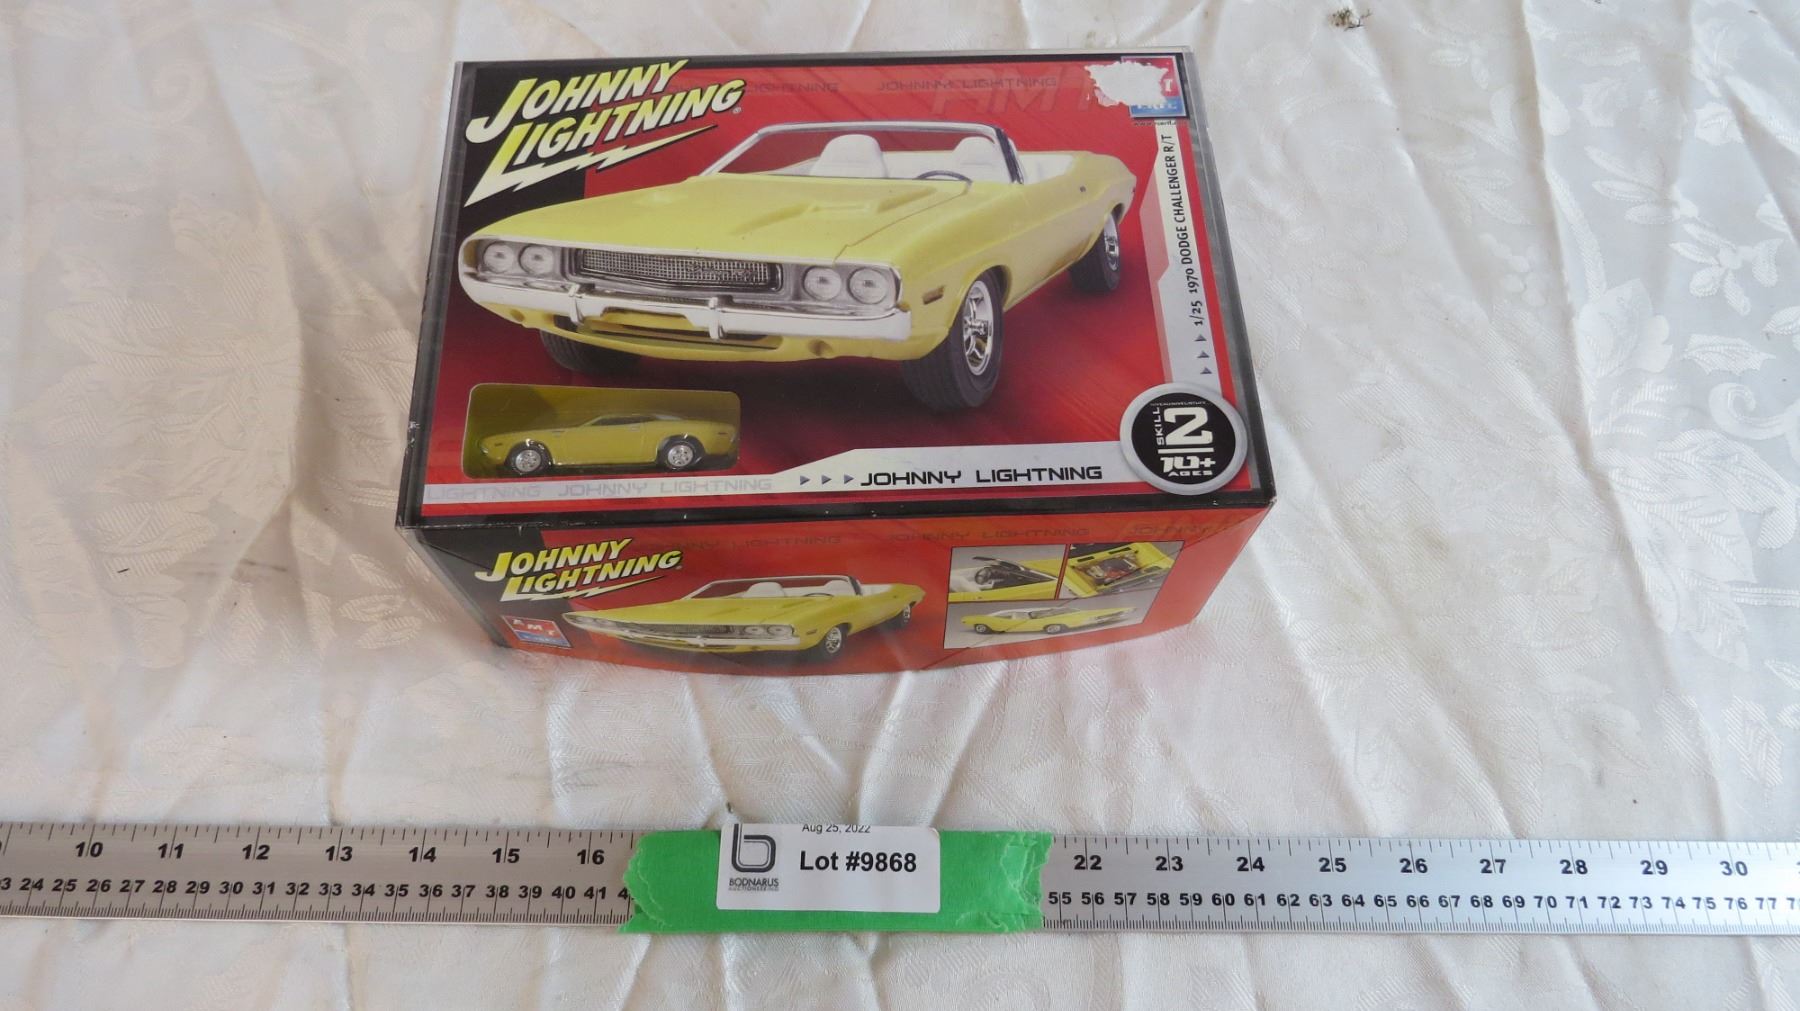 JOHNNY
LIGHTNING
LIGHTNING JOHNNY LIGHTNING
1/25 1970 DODGE CHALLENGER R/T
SKILL 2
10+
AGES
LIGHTNING JOHNNY LIGHTNING
JOHNNY LIGHTNING
JOHNNY
LIGHTNING
LIGHTNING JOHNNY LIGHTNING JOHNNY
AMT
10 11 12 13 14 15 16 22 23 24 25 26 27 28 29 30
24 25 26 27 28 29 30 31 32 33 34 35 36 37 38 39 40 41 55 56 57 58 59 60 61 62 63 64 65 66 67 68 69 70 71 72 73 74 75 76 77
Aug 25, 2022
Lot #9868
BODNARUS
AUCTIONEERING